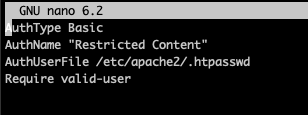 GNU nano 6.2
AuthType Basic
AuthName "Restricted Content"
AuthUserFile /etc/apache2/.htpasswd
Require valid-user